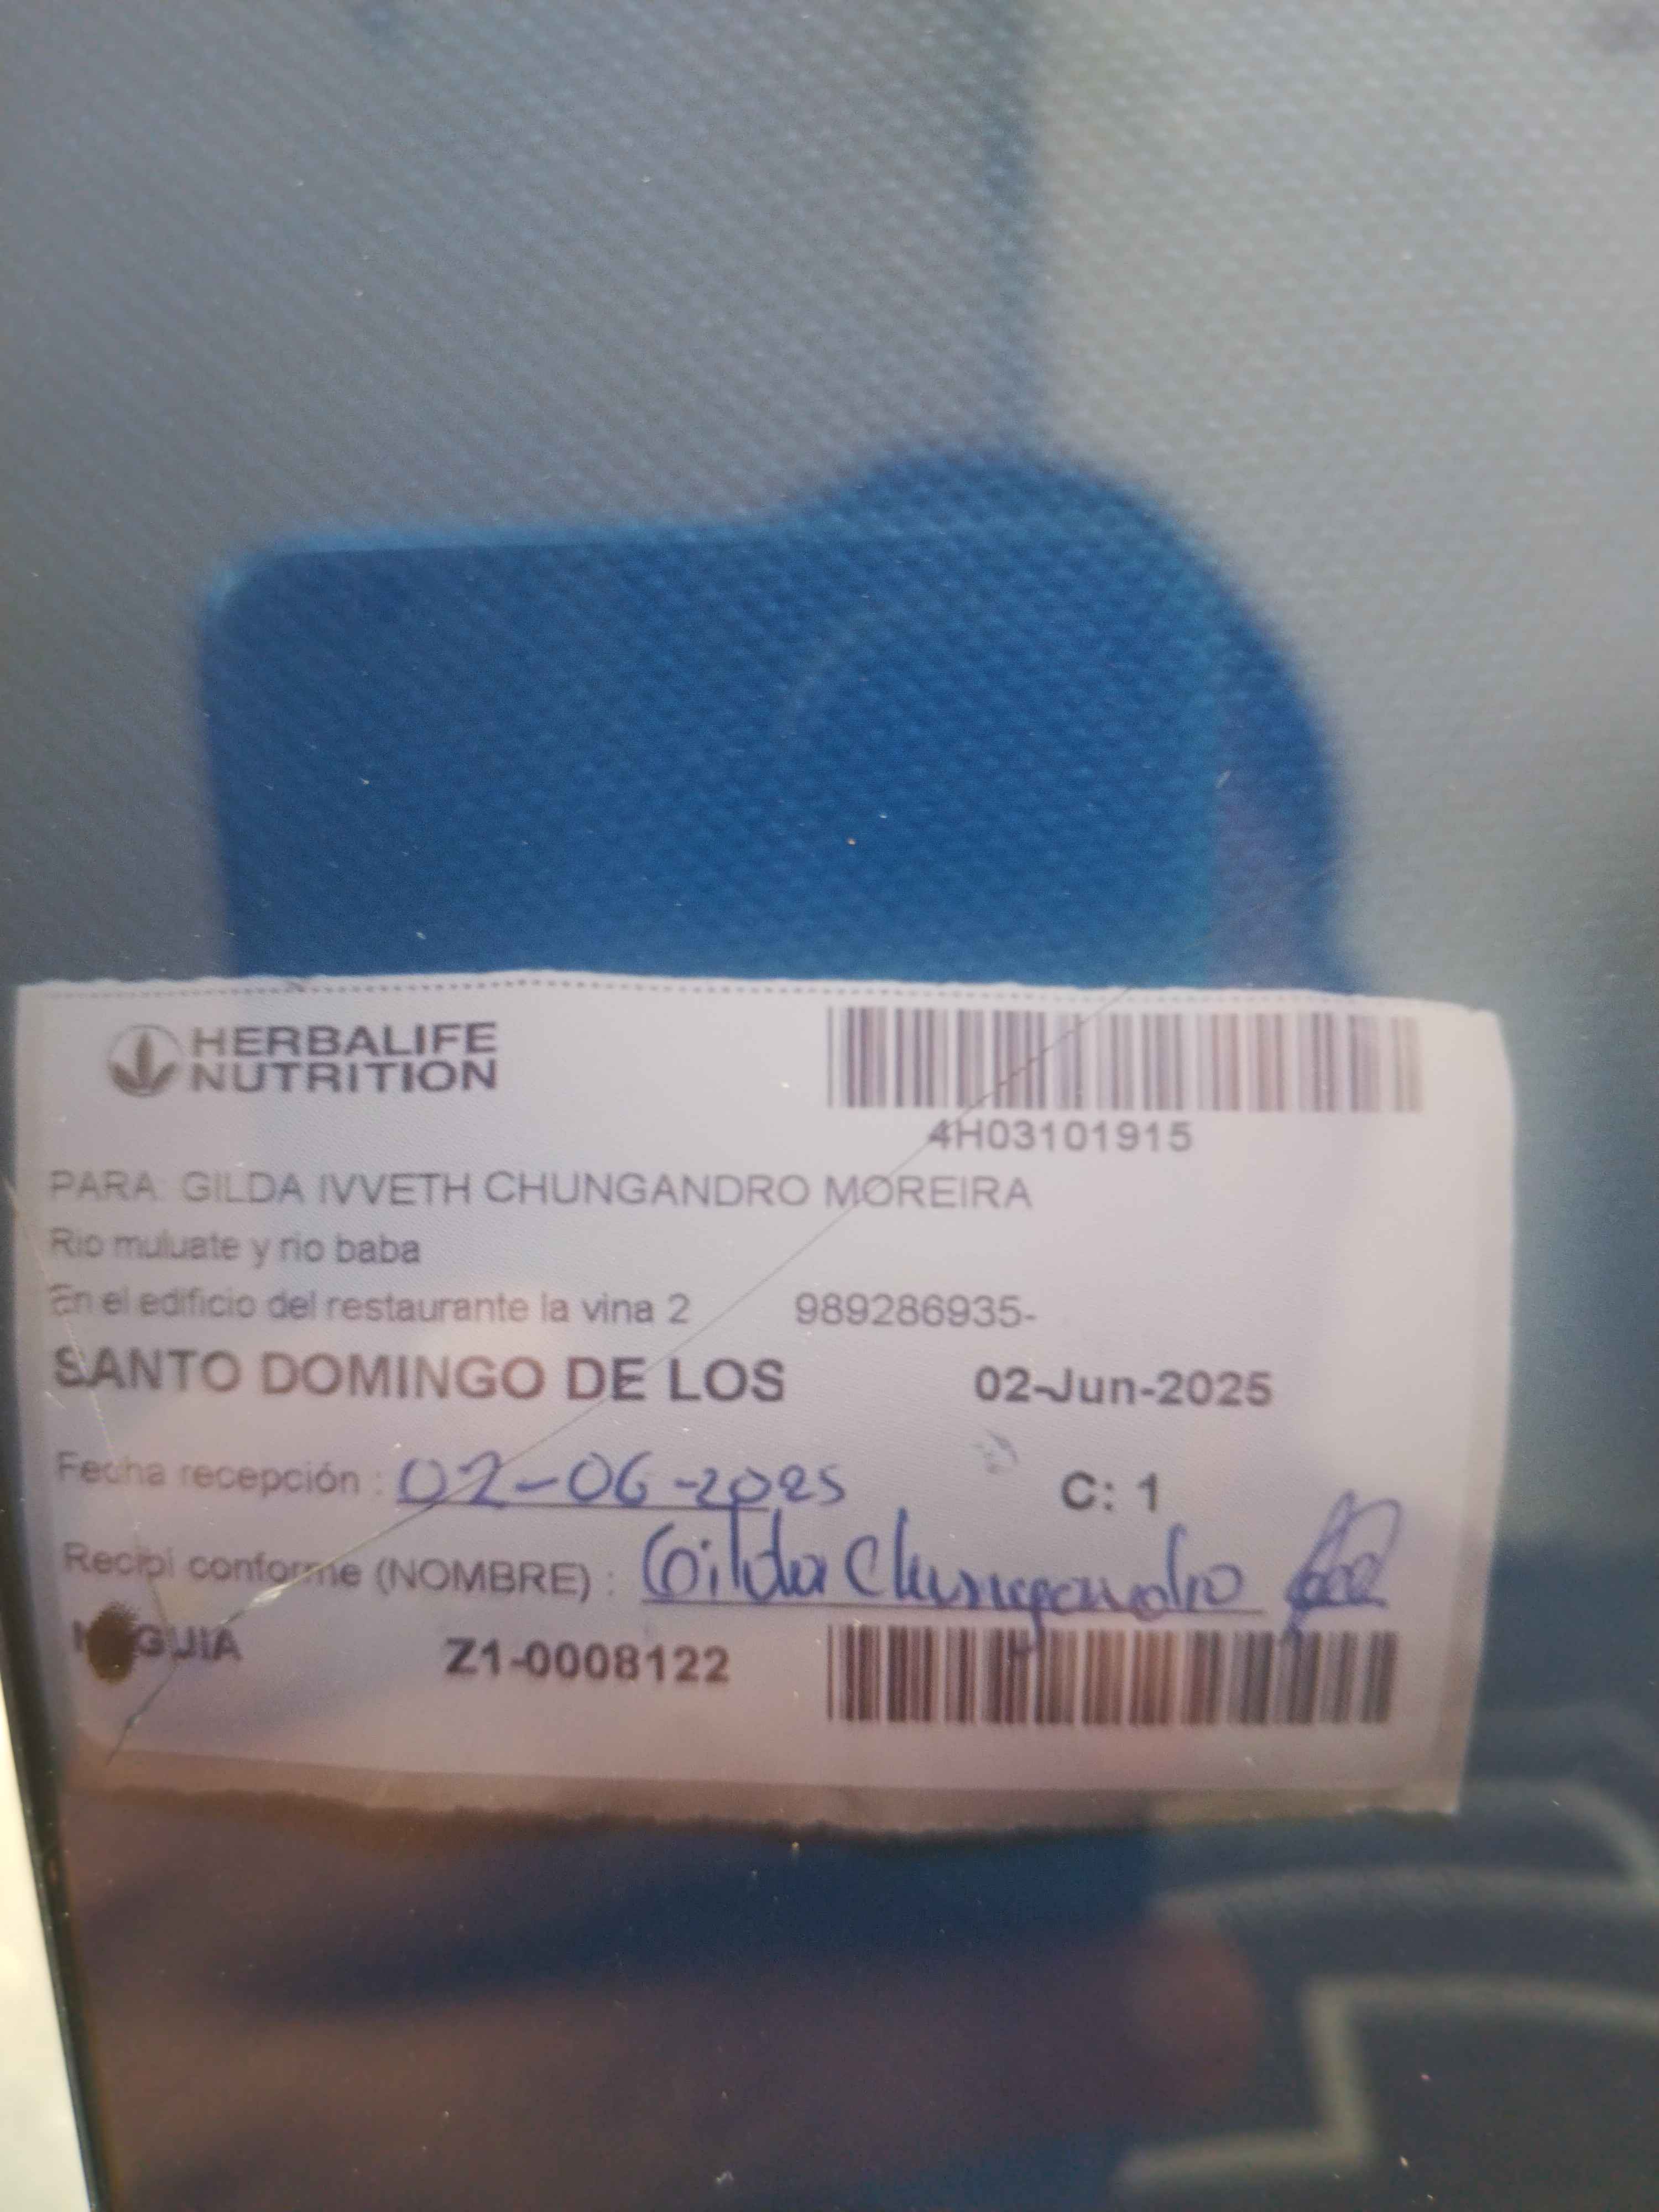 HERBALIFE
NUTRITION
4H03101915
PARA: GILDA IVVETH CHUNGANDRO MOREIRA
Rio muluate y rio baba
En el edificio del restaurante la vina 2 989286935-
SANTO DOMINGO DE LOS 02-Jun-2025
Fecha recepción : 02-06-2025 C: 1
Recibi conforme (NOMBRE) : Gilda Chungandro
GUIA Z1-0008122